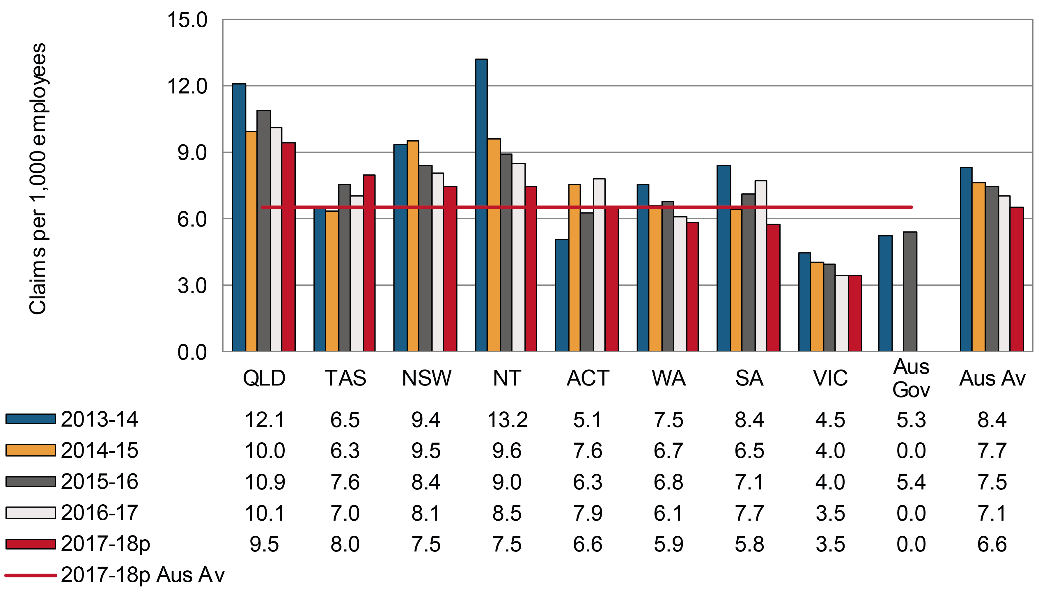 Claims per 1,000 employees
15.0
12.0
9.0
6.0
3.0
0.0
QLD TAS NSW NT ACT WA SA VIC Aus Gov Aus Av
2013-14 12.1 6.5 9.4 13.2 5.1 7.5 8.4 4.5 5.3 8.4
2014-15 10.0 6.3 9.5 9.6 7.6 6.7 6.5 4.0 0.0 7.7
2015-16 10.9 7.6 8.4 9.0 6.3 6.8 7.1 4.0 5.4 7.5
2016-17 10.1 7.0 8.1 8.5 7.9 6.1 7.7 3.5 0.0 7.1
2017-18p 9.5 8.0 7.5 7.5 6.6 5.9 5.8 3.5 0.0 6.6
2017-18p Aus Av